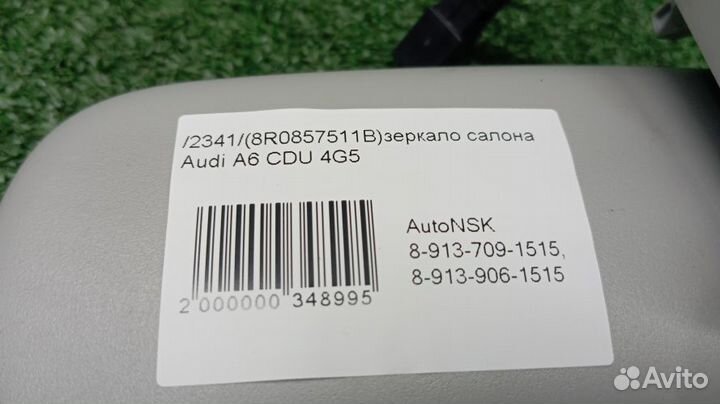 /2341/(8R0857511B)зеркало салона
Audi A6 CDU 4G5
AutoNSK
8-913-709-1515,
8-913-906-1515
2 000000 348995
Avito